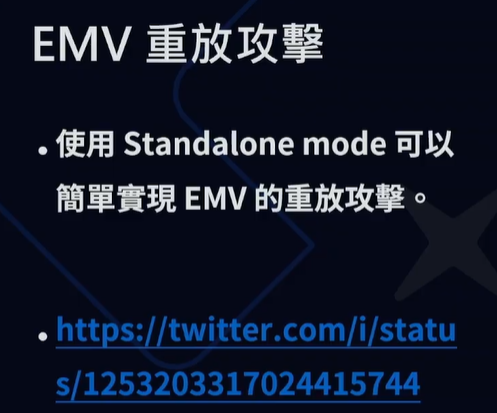 EMV 重放攻擊
• 使用 Standalone mode 可以
簡單實現 EMV 的重放攻擊。
• https://twitter.com/i/statu
s/1253203317024415744